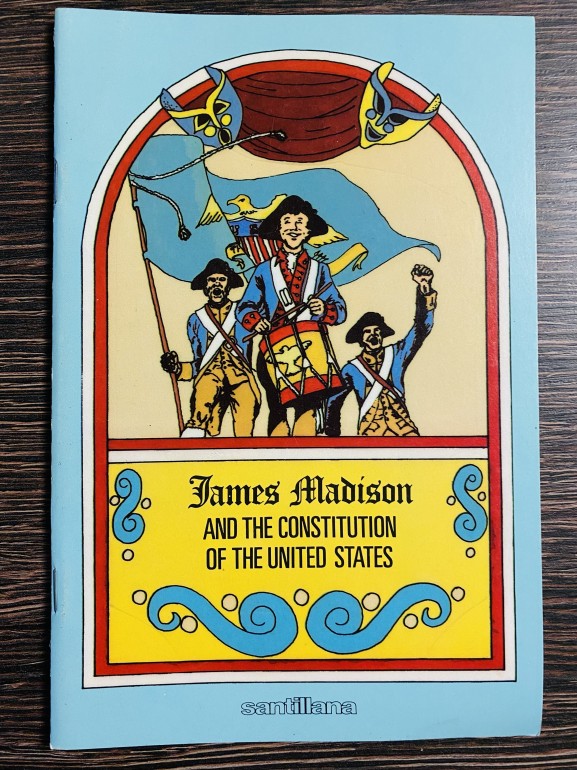 James Madison
AND THE CONSTITUTION
OF THE UNITED STATES
santillana